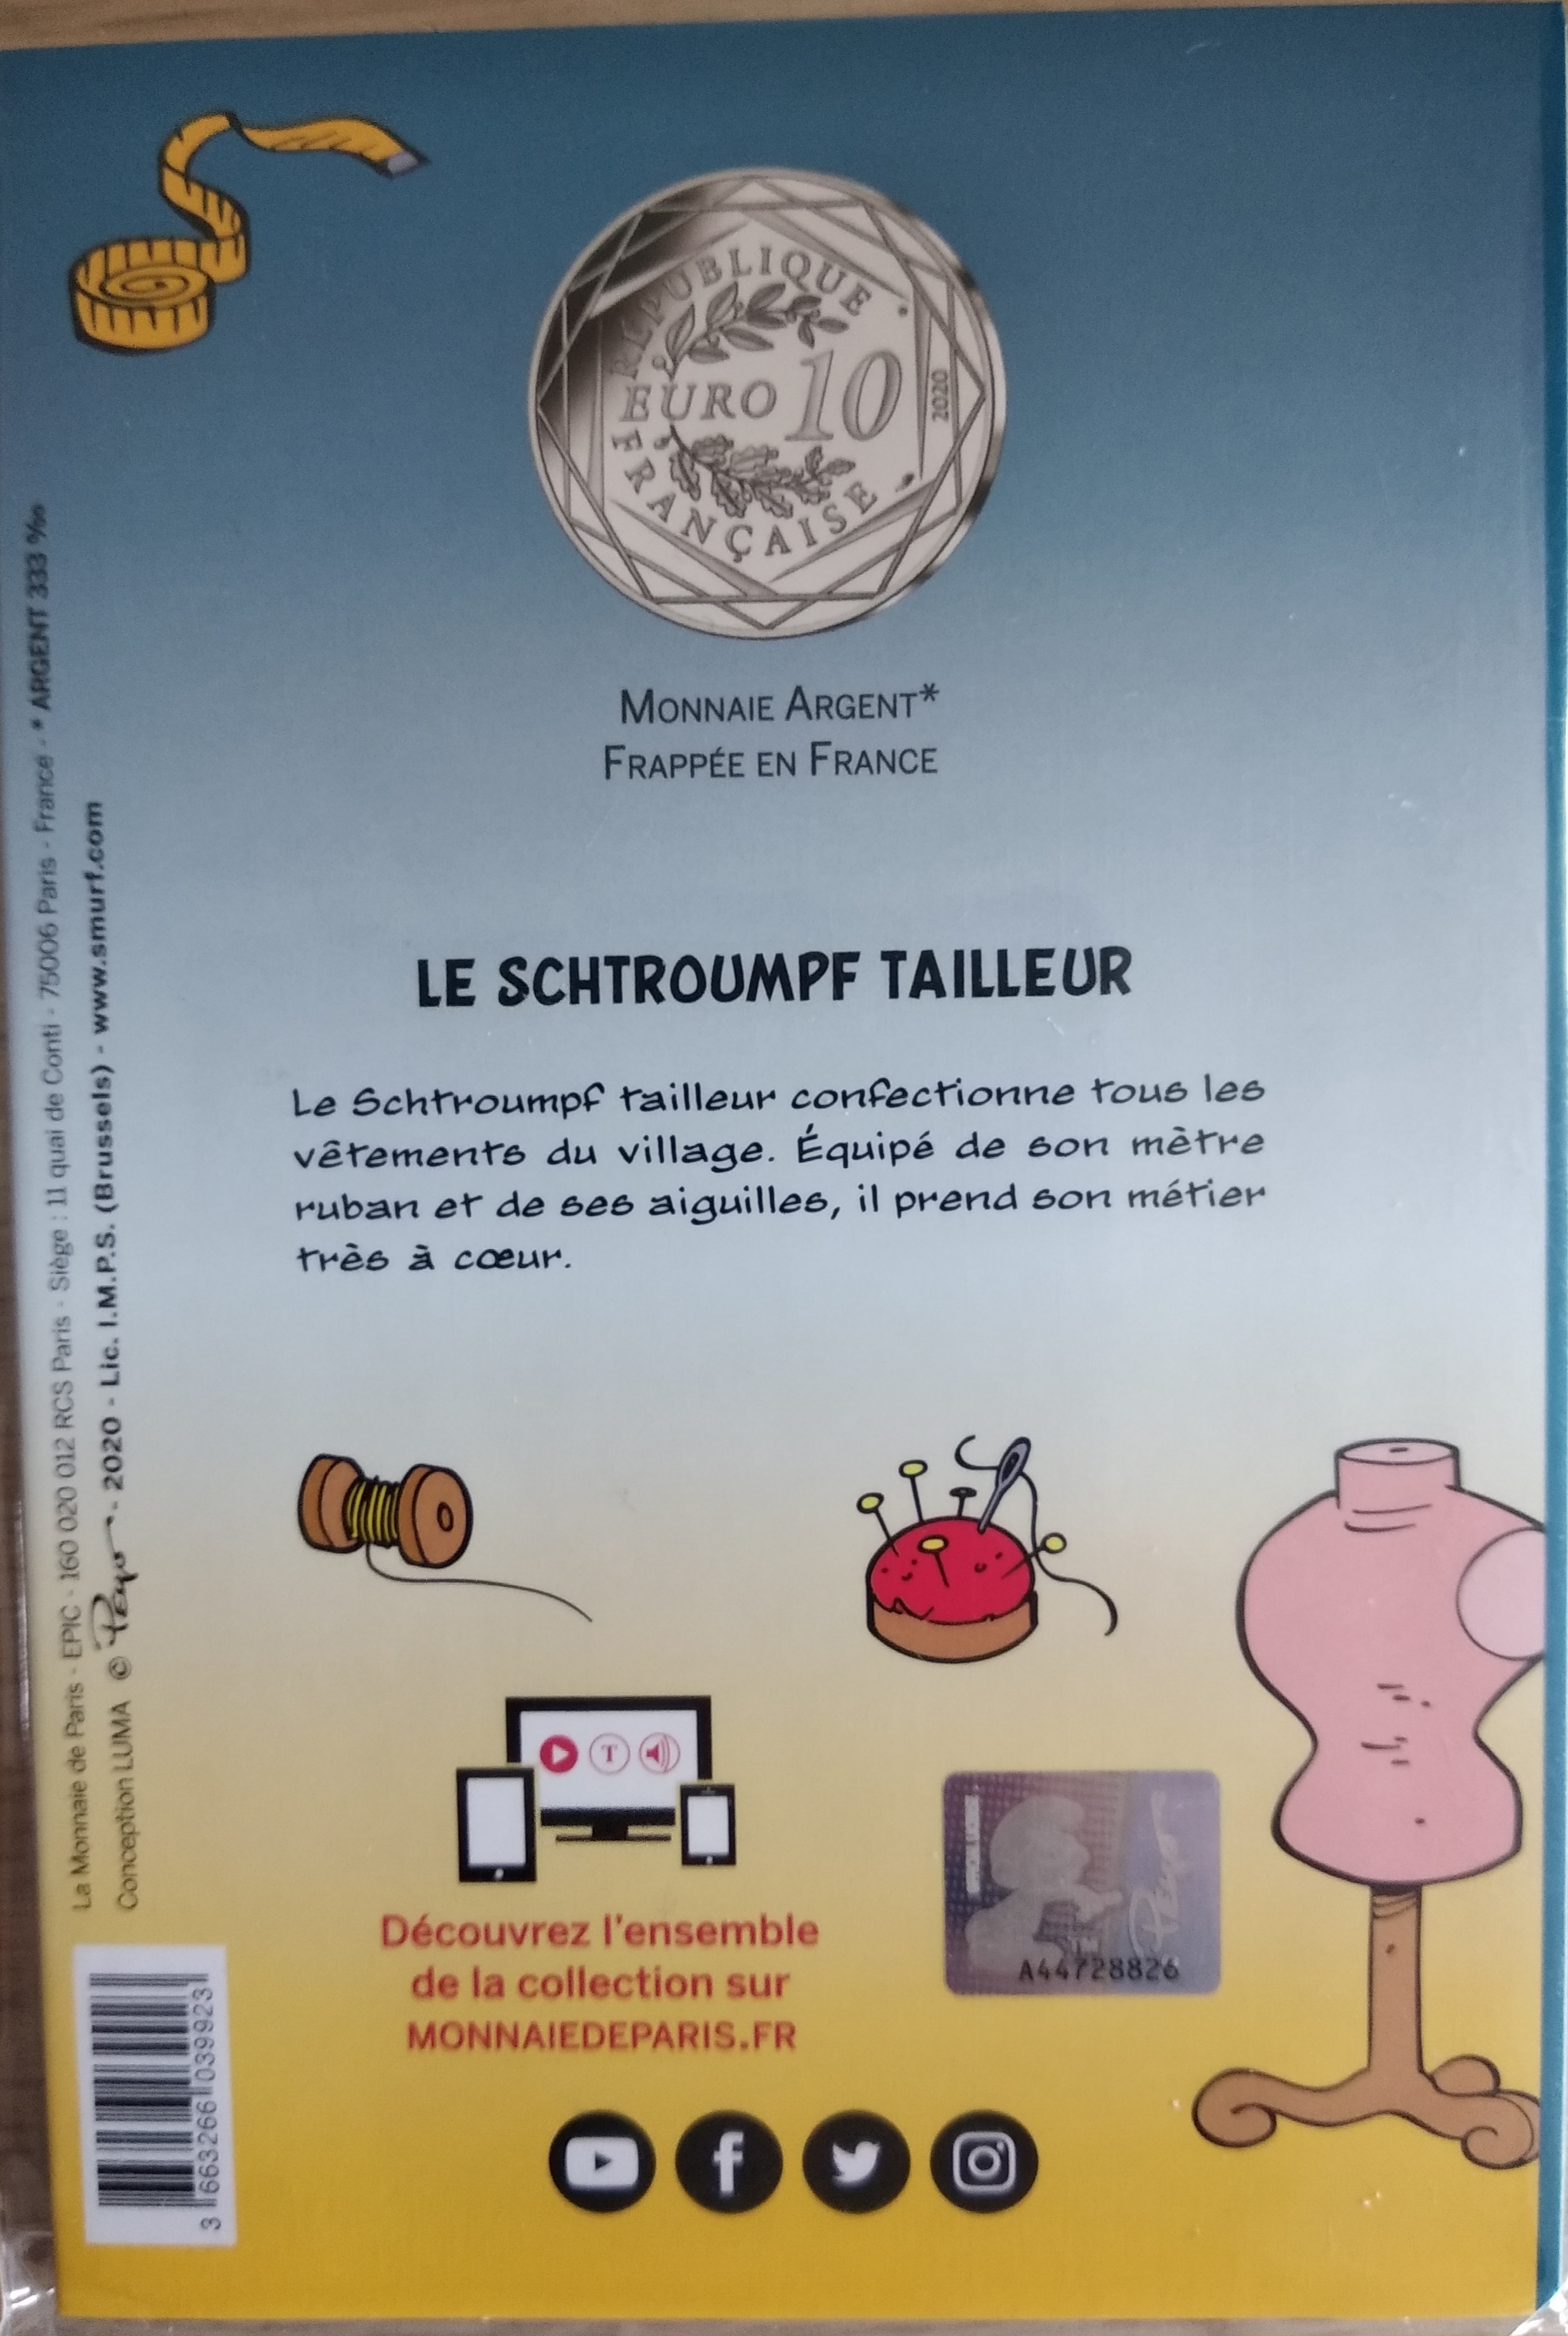 RÉPUBLIQUE
EURO 10
2020
FRANÇAISE
MONNAIE ARGENT*
FRAPPÉE EN FRANCE
LE SCHTROUMPF TAILLEUR
Le Schtroumpf tailleur confectionne tous les
vêtements du village. Équipé de son mètre
ruban et de ses aiguilles, il prend son métier
très à cœur.
T
Découvrez l'ensemble
de la collection sur
MONNAIEDEPARIS.FR
Peyo
A44728826
La Monnaie de Paris - EPIC - 160 020 012 RCS Paris - Siège : 11 quai de Conti - 75006 Paris - France - * ARGENT 333 ‰
Conception LUMA © Peyo - 2020 - Lic. I.M.P.S. (Brussels) - www.smurf.com
3 663266 039923